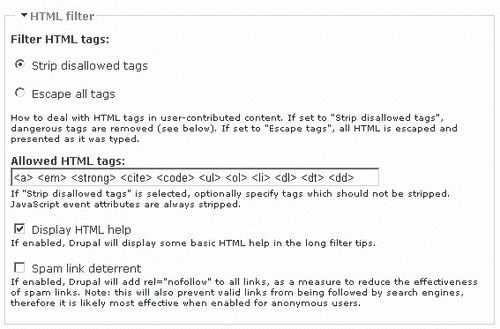 HTML filter
Filter HTML tags:
Strip disallowed tags
Escape all tags
How to deal with HTML tags in user-contributed content. If set to "Strip disallowed tags",
dangerous tags are removed (see below). If set to "Escape tags", all HTML is escaped and
presented as it was typed.
Allowed HTML tags:
<a> <em> <strong> <cite> <code> <ul> <ol> <li> <dl> <dt> <dd>
If "Strip disallowed tags" is selected, optionally specify tags which should not be stripped.
JavaScript event attributes are always stripped.
Display HTML help
If enabled, Drupal will display some basic HTML help in the long filter tips.
Spam link deterrent
If enabled, Drupal will add rel="nofollow" to all links, as a measure to reduce the effectiveness
of spam links. Note: this will also prevent valid links from being followed by search engines,
therefore it is likely most effective when enabled for anonymous users.